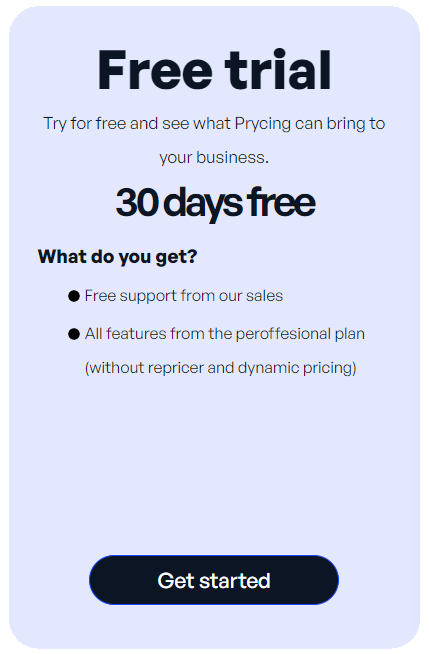 Free trial
Try for free and see what Prycing can bring to
your business.
30 days free
What do you get?
Free support from our sales
All features from the peroffesional plan
(without repricer and dynamic pricing)
Get started